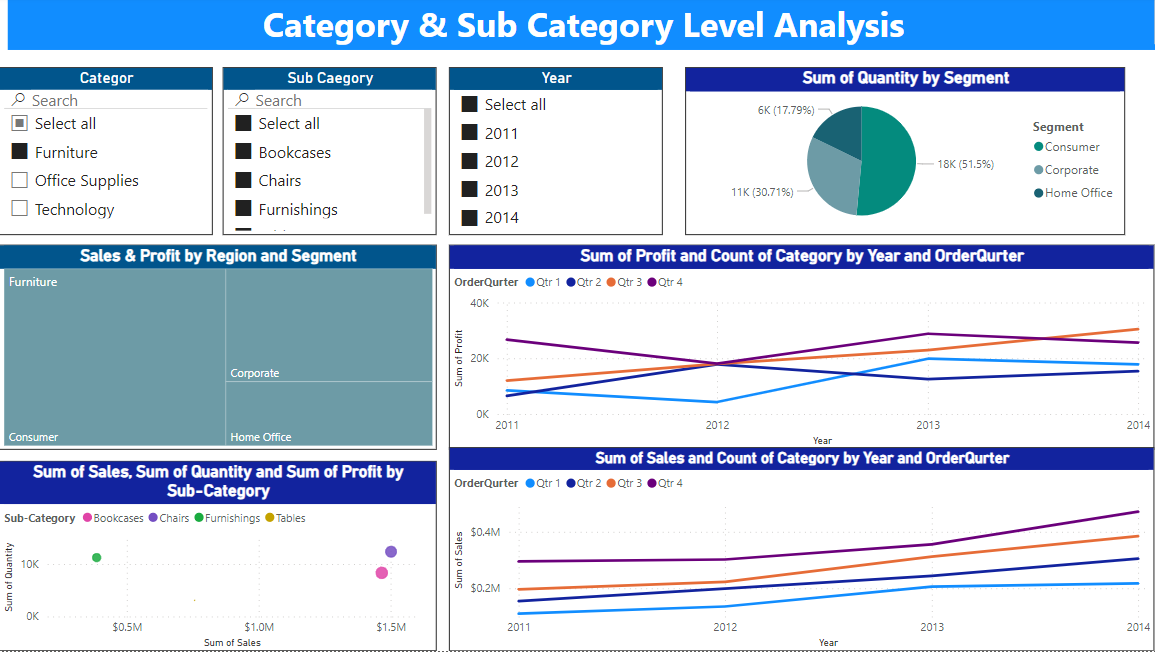 Category & Sub Category Level Analysis
Categor
Search
Select all
Furniture
Office Supplies
Technology
Sub Caegory
Search
Select all
Bookcases
Chairs
Furnishings
Year
Select all
2011
2012
2013
2014
Sum of Quantity by Segment
6K (17.79%)
11K (30.71%)
18K (51.5%)
Segment
Consumer
Corporate
Home Office
Sales & Profit by Region and Segment
Furniture
Corporate
Consumer
Home Office
Sum of Profit and Count of Category by Year and OrderQurter
OrderQurter Qtr 1 Qtr 2 Qtr 3 Qtr 4
Sum of Profit
40K
20K
0K
2011 2012 2013 2014
Year
Sum of Sales, Sum of Quantity and Sum of Profit by
Sub-Category
Sub-Category Bookcases Chairs Furnishings Tables
Sum of Quantity
10K
0K
$0.5M $1.0M $1.5M
Sum of Sales
Sum of Sales and Count of Category by Year and OrderQurter
OrderQurter Qtr 1 Qtr 2 Qtr 3 Qtr 4
Sum of Sales
$0.4M
$0.2M
2011 2012 2013 2014
Year